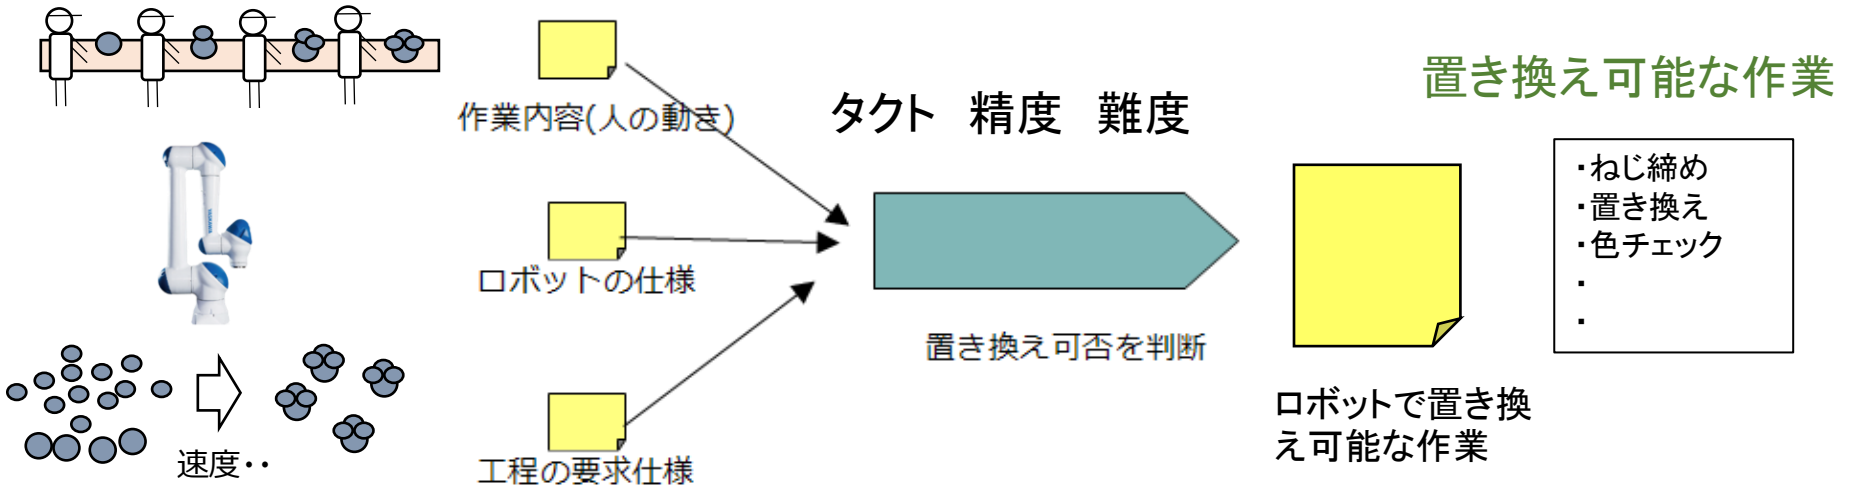 作業内容(人の動き)
ロボットの仕様
速度・・
工程の要求仕様
タクト 精度 難度
置き換え可否を判断
置き換え可能な作業
・ねじ締め
・置き換え
・色チェック
・
・
ロボットで置き換
え可能な作業